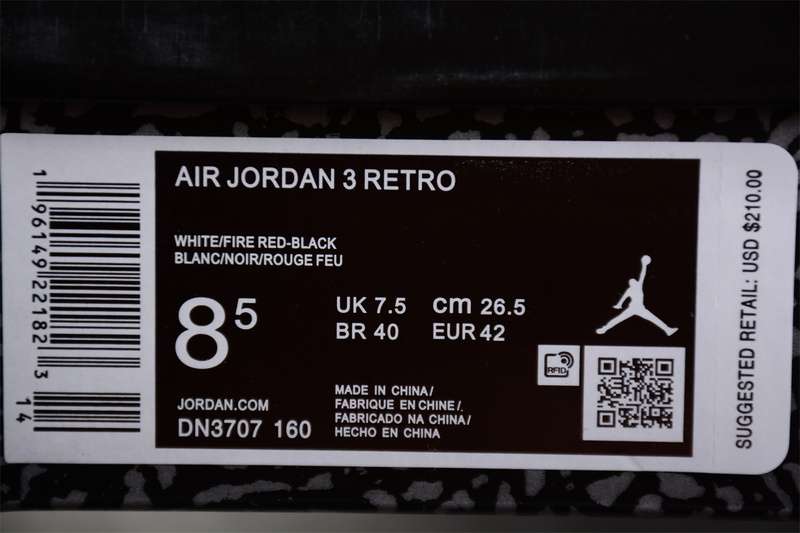 AIR JORDAN 3 RETRO
WHITE/FIRE RED-BLACK
BLANC/NOIR/ROUGE FEU
8 5
UK 7.5 cm 26.5
BR 40 EUR 42
JORDAN.COM
DN3707 160
MADE IN CHINA/
FABRIQUE EN CHINE/
FABRICADO NA CHINA/
HECHO EN CHINA
RFID
SUGGESTED RETAIL: USD $210.00
1 96149 22182 3
14